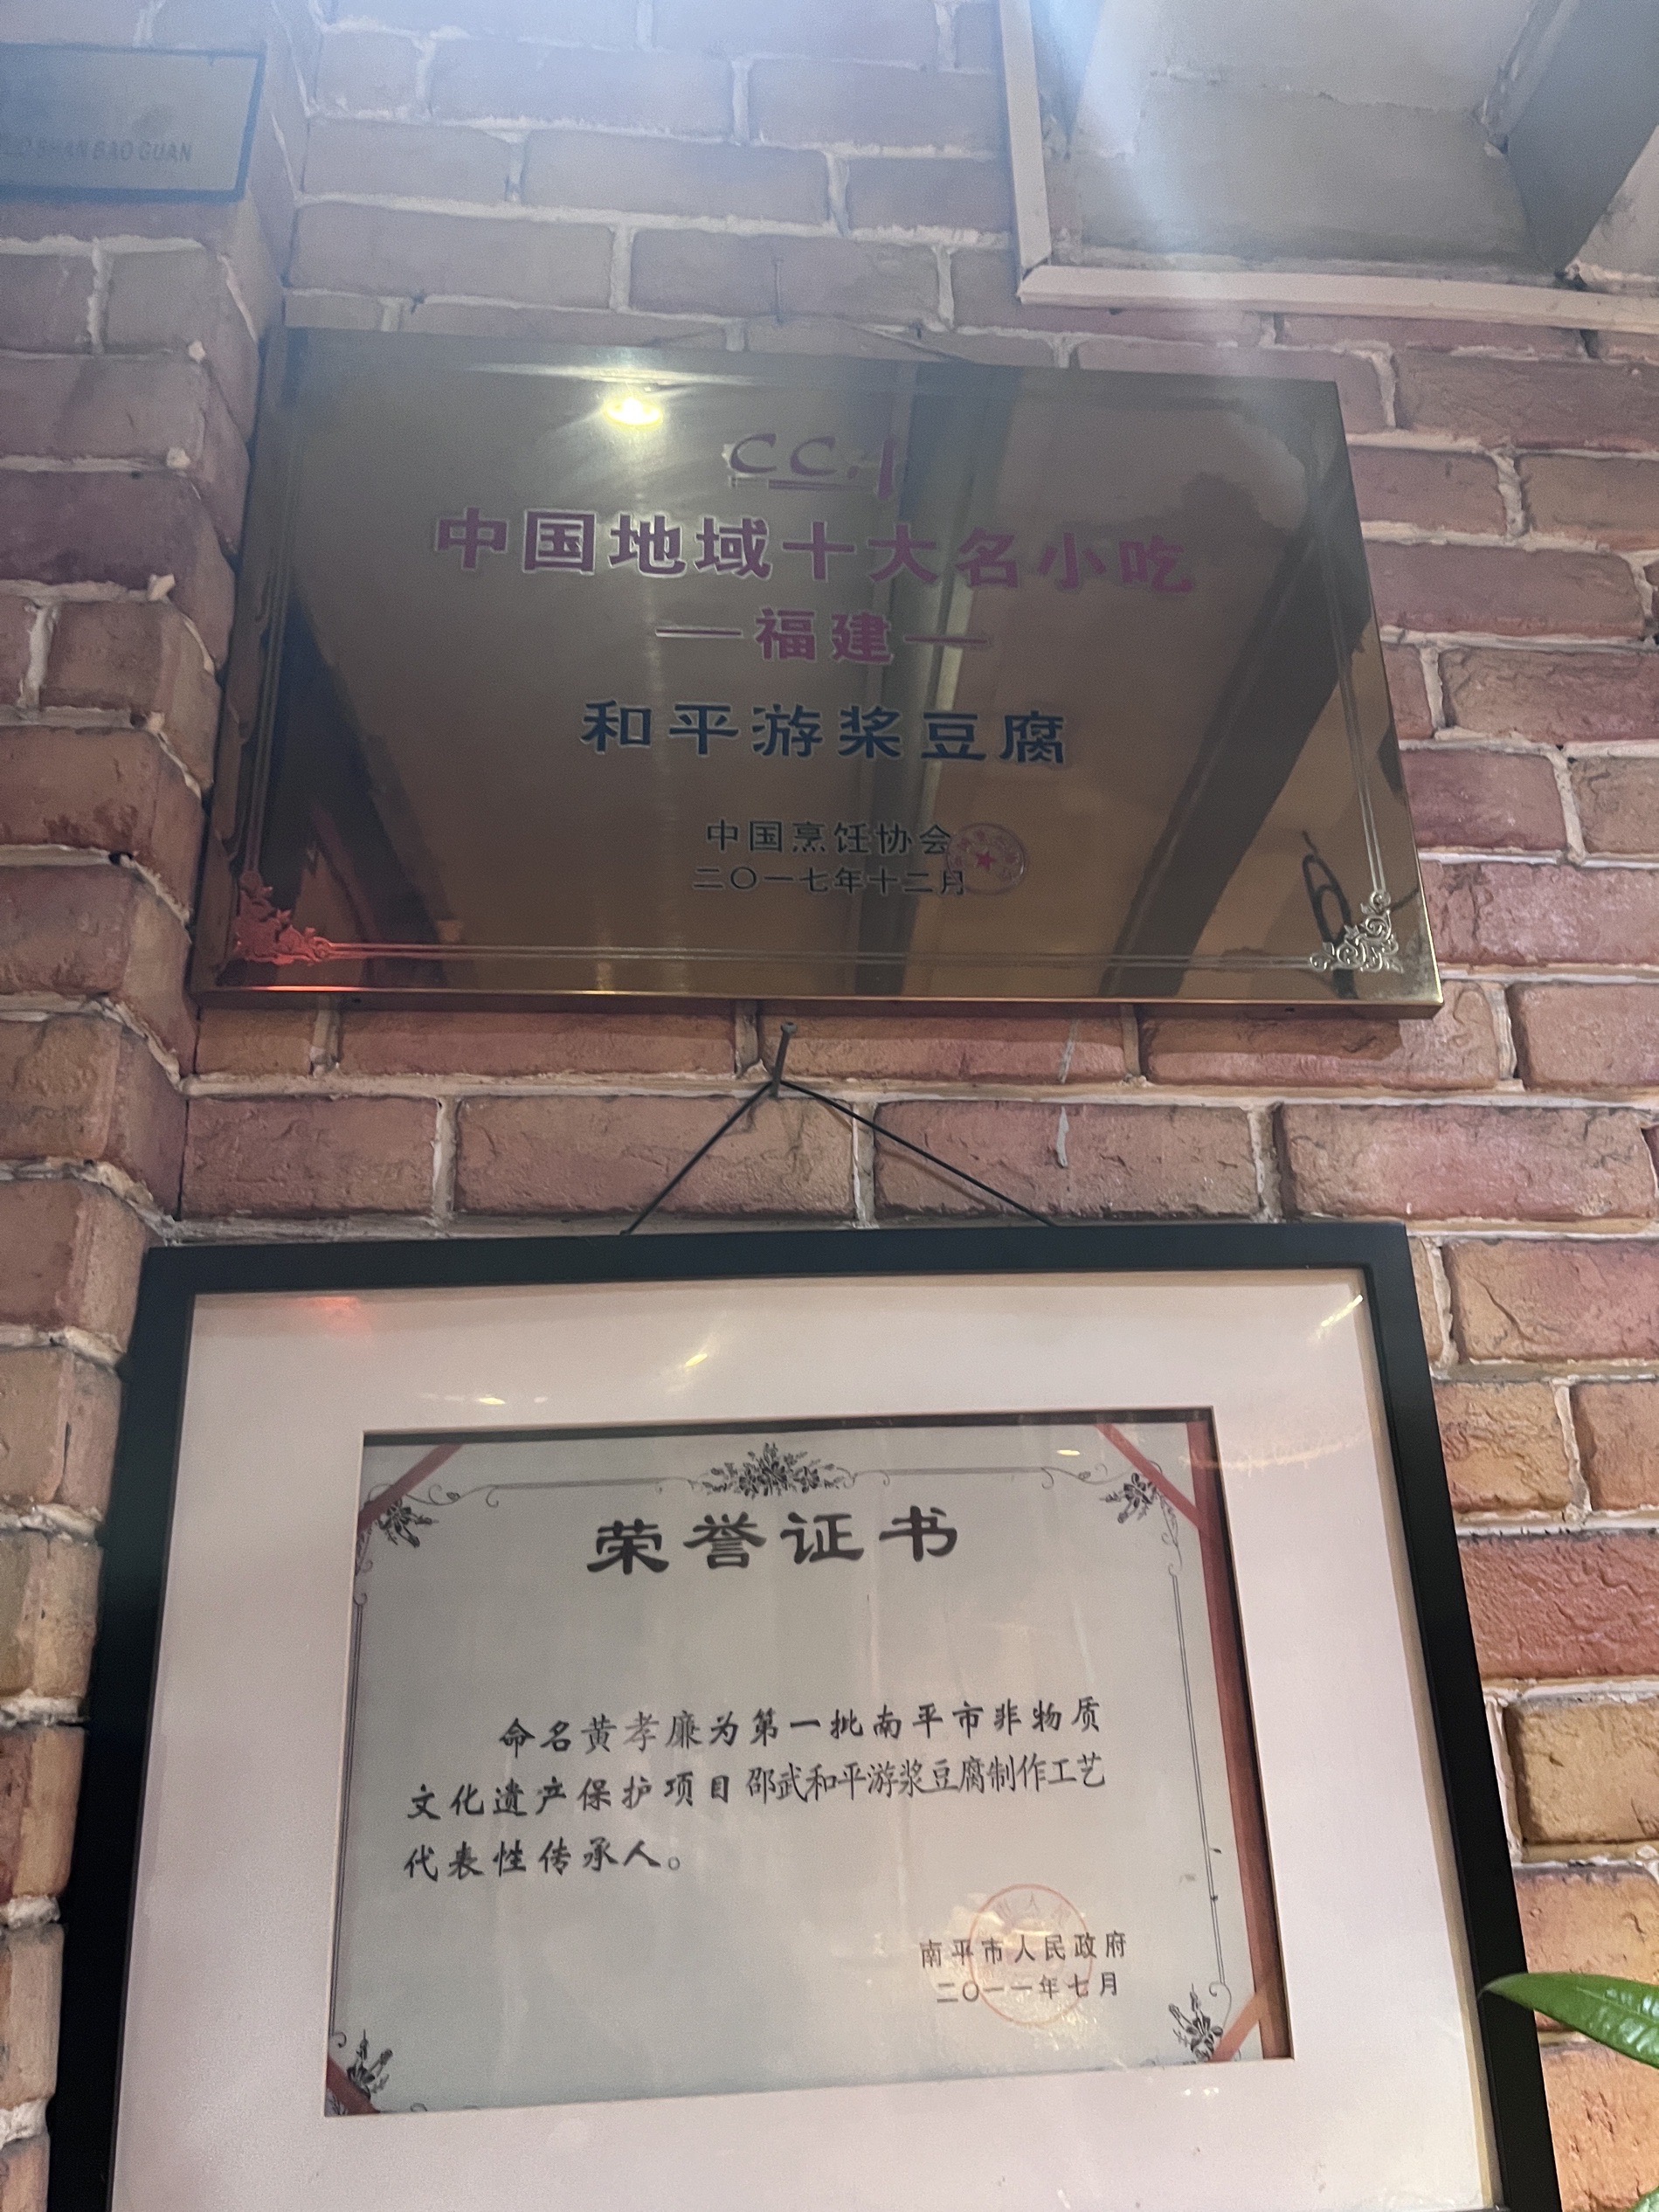 SHAN BAO GUAN
CCA
中国地域十大名小吃
—福建—
和平游浆豆腐
中国烹饪协会
二〇一七年十二月
荣誉证书
命名黄孝廉为第一批南平市非物质
文化遗产保护项目邵武和平游浆豆腐制作工艺
代表性传承人。
南平市人民政府
二〇一一年七月